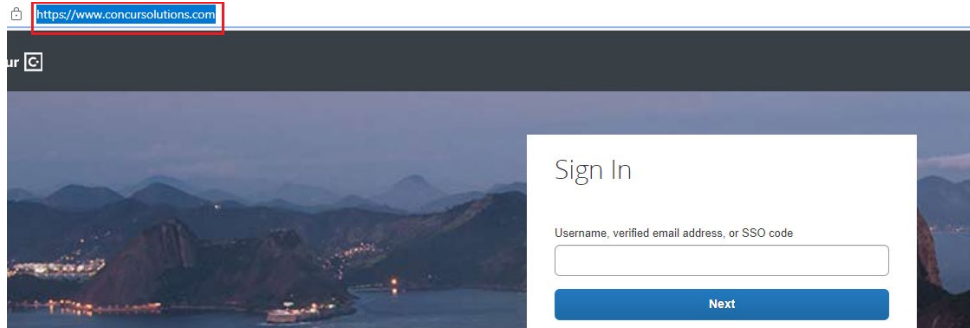 https://www.concursolutions.com
ur C
Sign In
Username, verified email address, or SSO code
Next